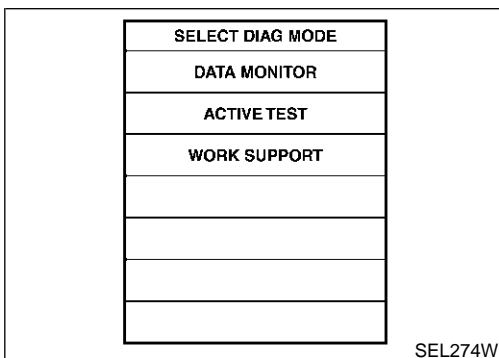 SELECT DIAG MODE
DATA MONITOR
ACTIVE TEST
WORK SUPPORT
SEL274W